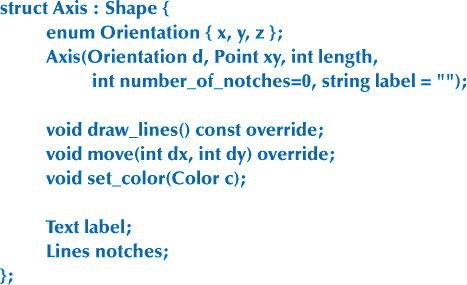 struct Axis : Shape {
enum Orientation { x, y, z };
Axis(Orientation d, Point xy, int length,
int number_of_notches=0, string label = "");
void draw_lines() const override;
void move(int dx, int dy) override;
void set_color(Color c);
Text label;
Lines notches;
};